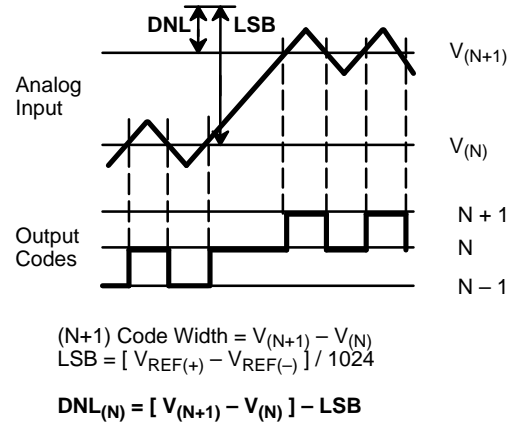 DNL LSB
V(N+1)
Analog
Input
V(N)
N + 1
Output
Codes
N
N – 1
(N+1) Code Width = V(N+1) – V(N)
LSB = [ VREF(+) – VREF(–) ] / 1024
DNL(N) = [ V(N+1) – V(N) ] – LSB